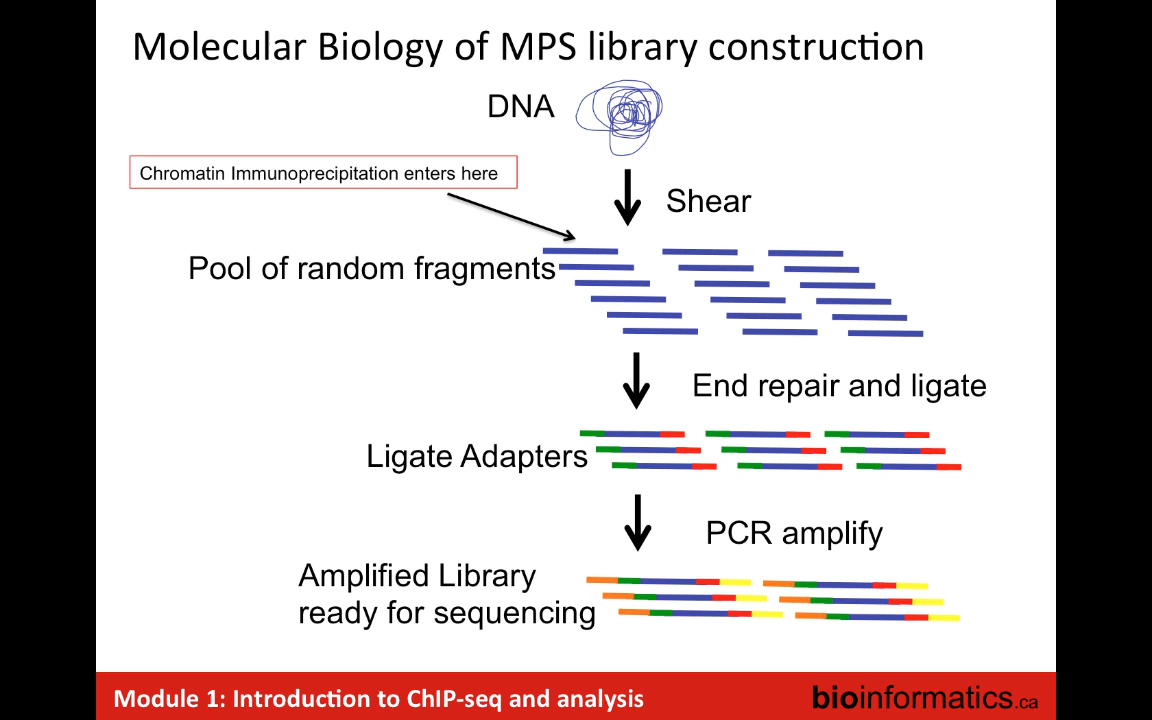 Molecular Biology of MPS library construction
DNA
Chromatin Immunoprecipitation enters here
Shear
Pool of random fragments
End repair and ligate
Ligate Adapters
PCR amplify
Amplified Library
ready for sequencing
Module 1: Introduction to ChIP-seq and analysis
bioinformatics.ca